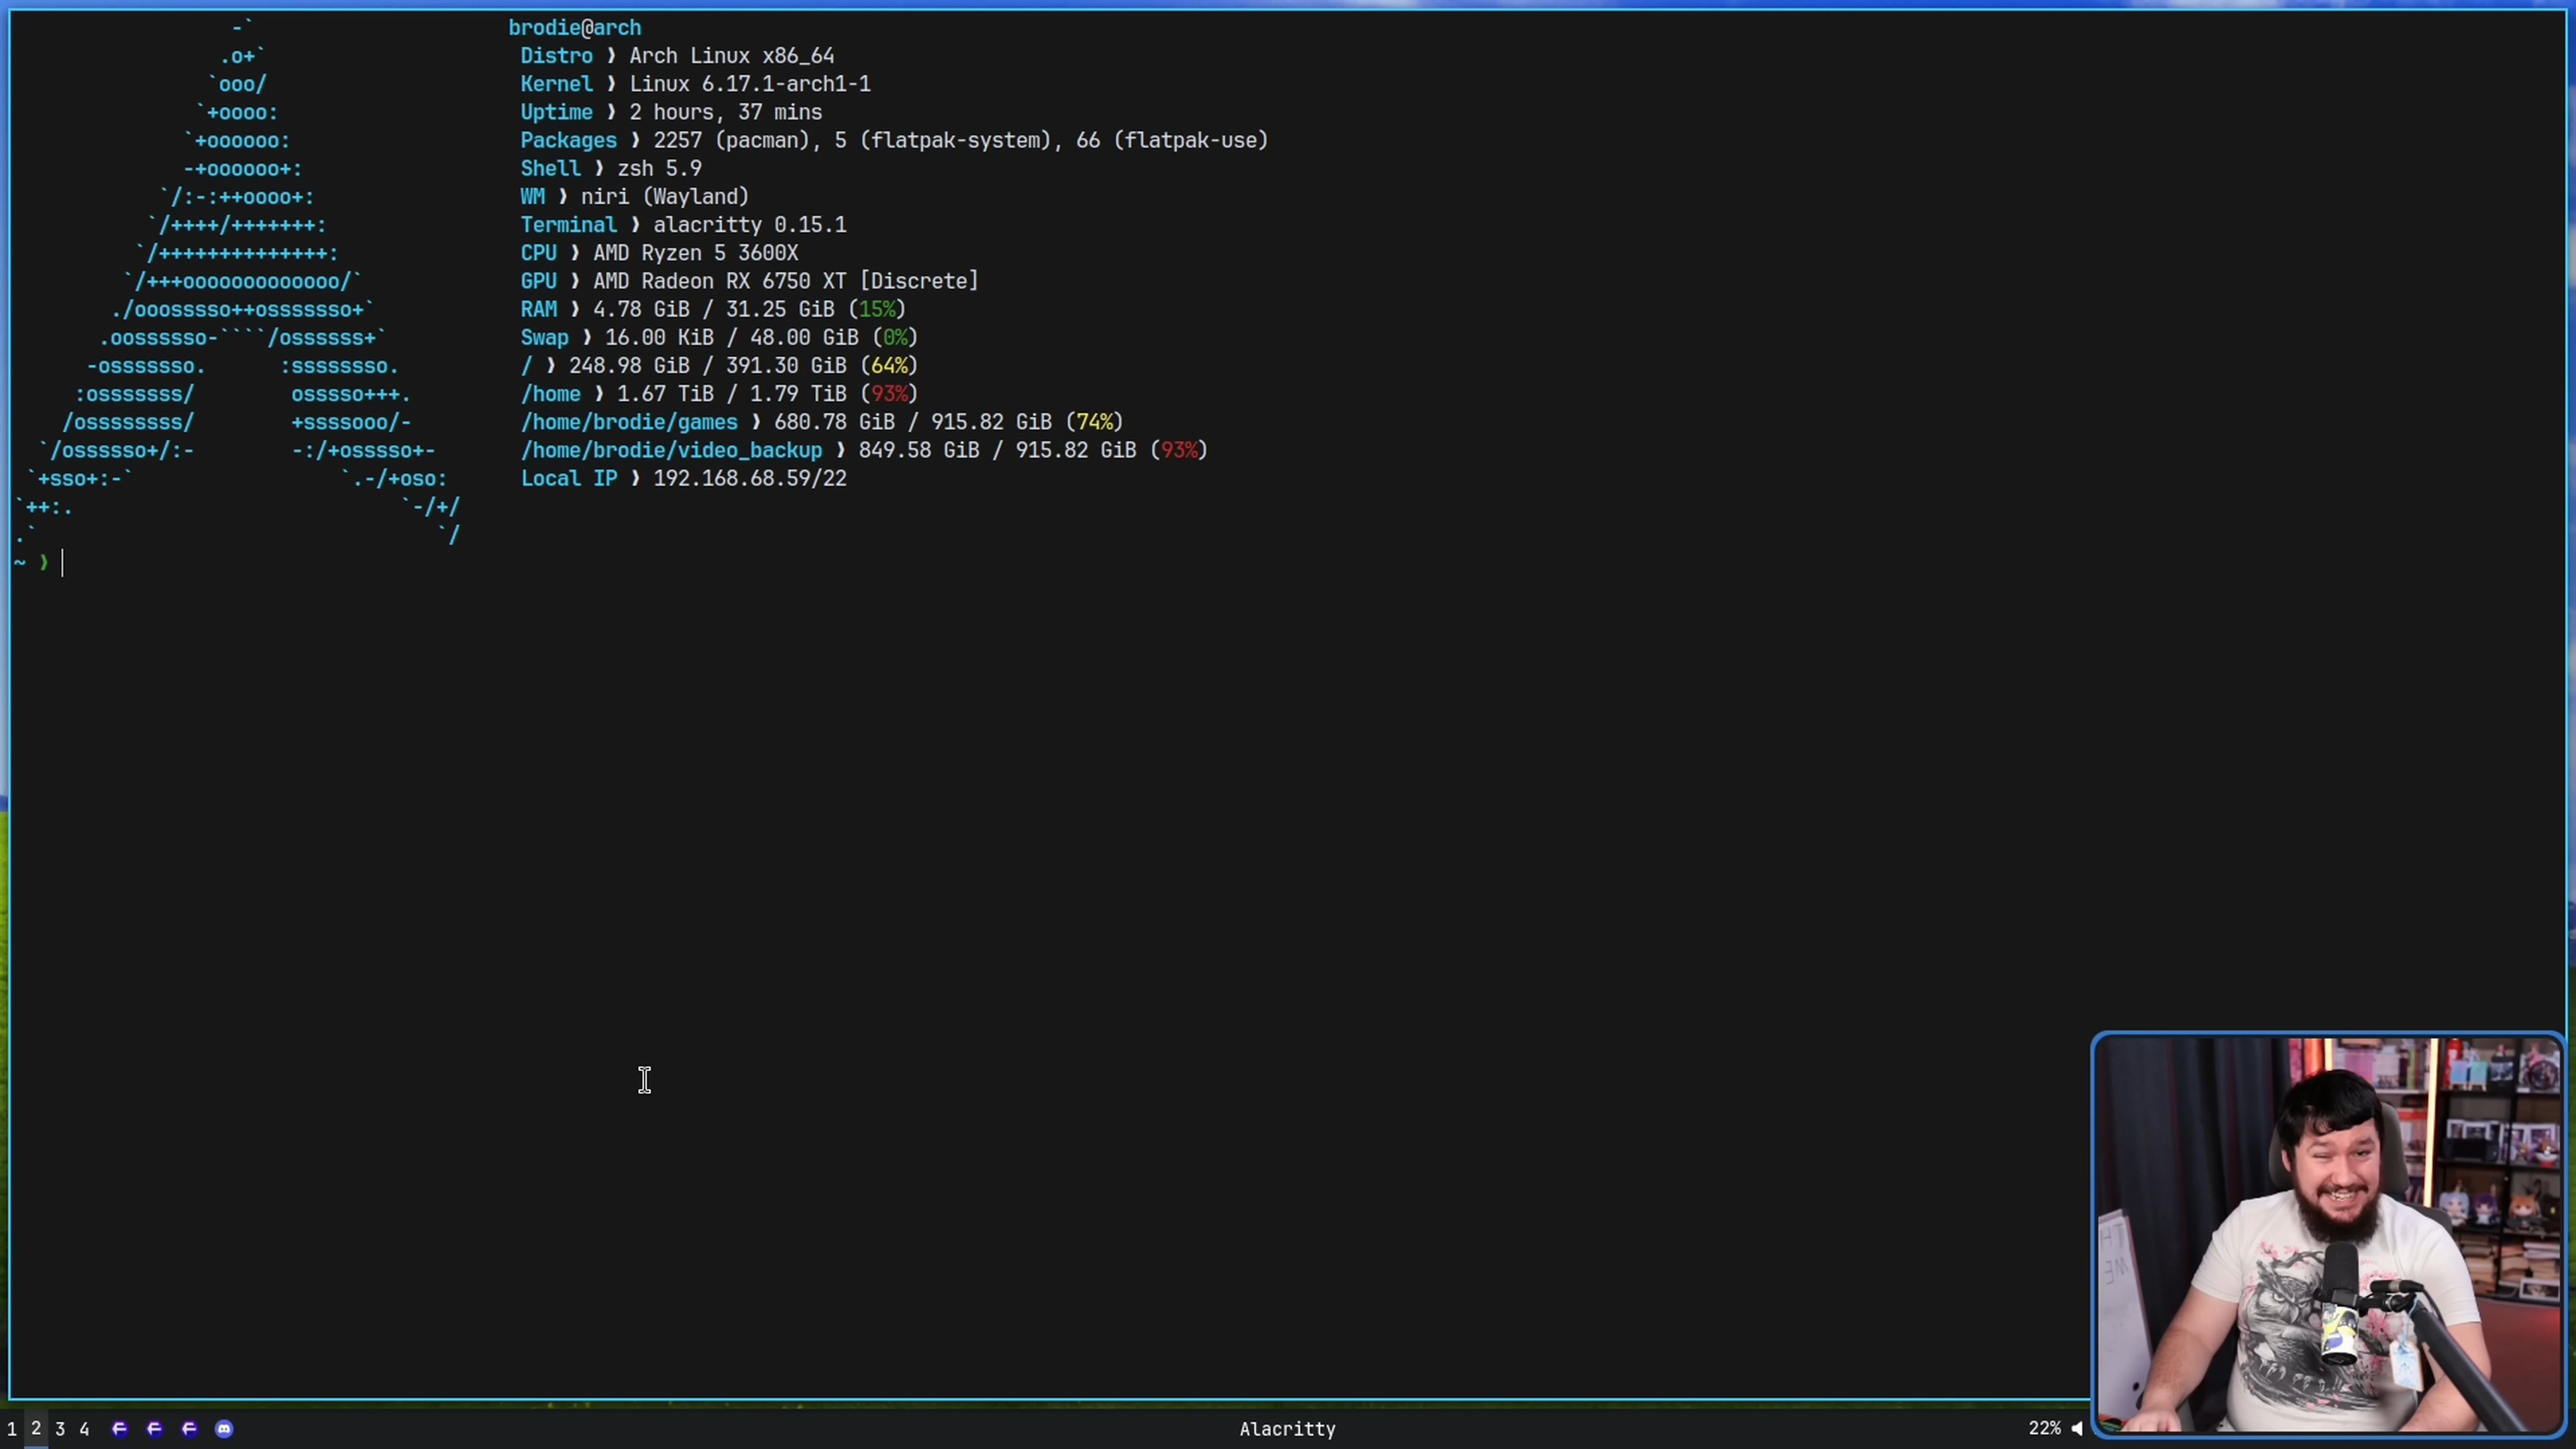 brodie@arch
Distro ❯ Arch Linux x86_64
Kernel ❯ Linux 6.17.1-arch1-1
Uptime ❯ 2 hours, 37 mins
Packages ❯ 2257 (pacman), 5 (flatpak-system), 66 (flatpak-use)
Shell ❯ zsh 5.9
WM ❯ niri (Wayland)
Terminal ❯ alacritty 0.15.1
CPU ❯ AMD Ryzen 5 3600X
GPU ❯ AMD Radeon RX 6750 XT [Discrete]
RAM ❯ 4.78 GiB / 31.25 GiB (15%)
Swap ❯ 16.00 KiB / 48.00 GiB (0%)
/ ❯ 248.98 GiB / 391.30 GiB (64%)
/home ❯ 1.67 TiB / 1.79 TiB (93%)
/home/brodie/games ❯ 680.78 GiB / 915.82 GiB (74%)
/home/brodie/video_backup ❯ 849.58 GiB / 915.82 GiB (93%)
Local IP ❯ 192.168.68.59/22
~ ❯
1 2 3 4
Alacritty
22%